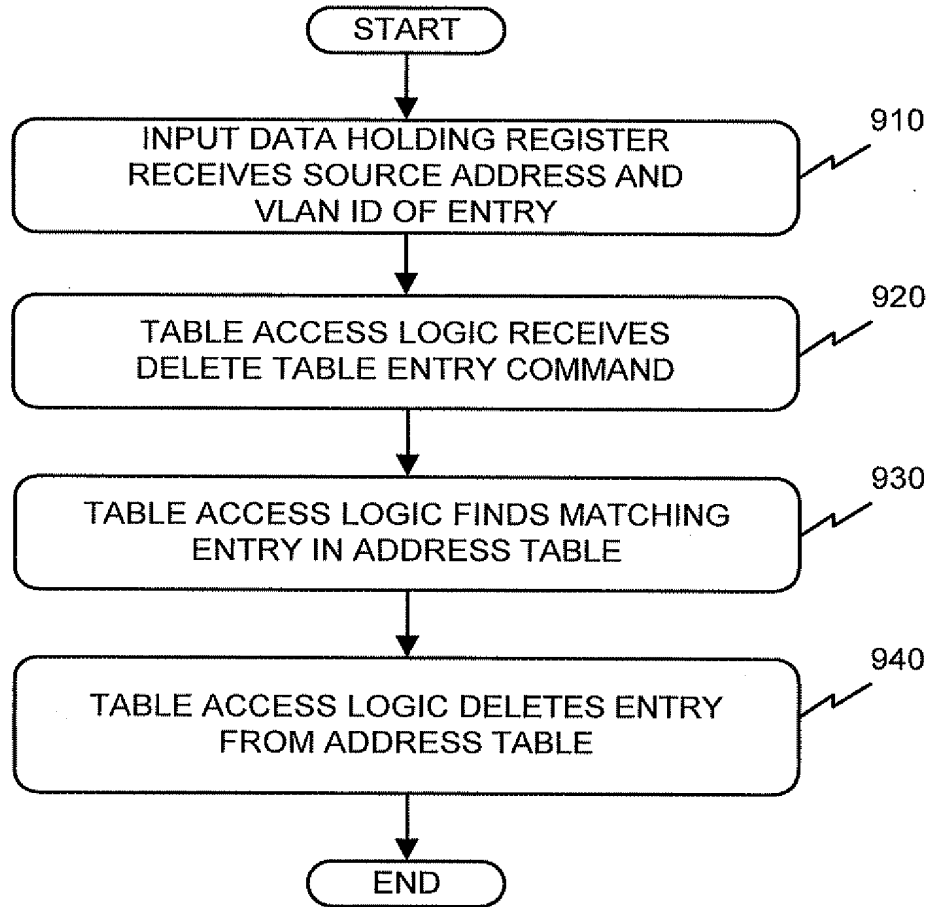 START
INPUT DATA HOLDING REGISTER
RECEIVES SOURCE ADDRESS AND
VLAN ID OF ENTRY
910
TABLE ACCESS LOGIC RECEIVES
DELETE TABLE ENTRY COMMAND
920
TABLE ACCESS LOGIC FINDS MATCHING
ENTRY IN ADDRESS TABLE
930
TABLE ACCESS LOGIC DELETES ENTRY
FROM ADDRESS TABLE
940
END